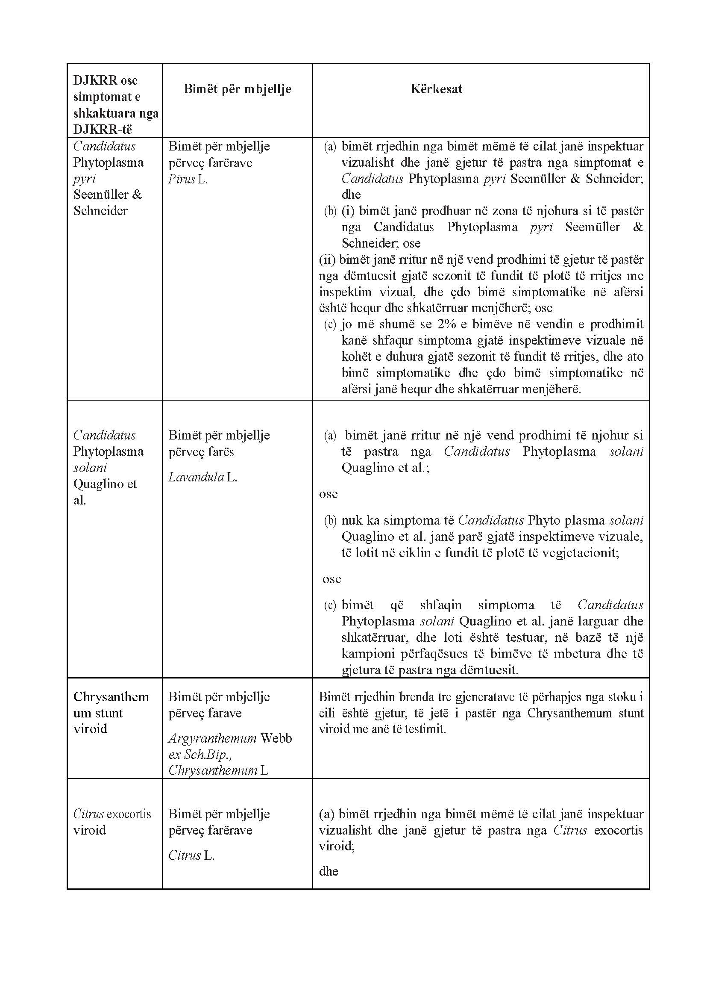 DJKRR ose
simptomat e
shkaktuara nga
DJKRR-të
Bimët për mbjellje
Kërkesat
Candidatus
Phytoplasma
pyri
Seemüller &
Schneider
Bimët për mbjellje
përveç farërave
Pirus L.
(a) bimët rrjedhin nga bimët mëmë të cilat janë inspektuar
vizualisht dhe janë gjetur të pastra nga simptomat e
Candidatus Phytoplasma pyri Seemüller & Schneider;
dhe
(b) (i) bimët janë prodhuar në zona të njohura si të pastër
nga Candidatus Phytoplasma pyri Seemüller &
Schneider; ose
(ii) bimët janë rritur në një vend prodhimi të gjetur të pastër
nga dëmtuesit gjatë sezonit të fundit të plotë të rritjes me
inspektim vizual, dhe çdo bimë simptomatike në afërsi
është hequr dhe shkatërruar menjëherë; ose
(c) jo më shumë se 2% e bimëve në vendin e prodhimit
kanë shfaqur simptoma gjatë inspektimeve vizuale në
kohët e duhura gjatë sezonit të fundit të rritjes, dhe ato
bimë simptomatike dhe çdo bimë simptomatike në
afërsi janë hequr dhe shkatërruar menjëherë.
Candidatus
Phytoplasma
solani
Quaglino et
al.
Bimët për mbjellje
përveç farës
Lavandula L.
(a) bimët janë rritur në një vend prodhimi të njohur si
të pastra nga Candidatus Phytoplasma solani
Quaglino et al.;
ose
(b) nuk ka simptoma të Candidatus Phyto plasma solani
Quaglino et al. janë parë gjatë inspektimeve vizuale,
të lotit në ciklin e fundit të plotë të vegjetacionit;
ose
(c) bimët që shfaqin simptoma të Candidatus
Phytoplasma solani Quaglino et al. janë larguar dhe
shkatërruar, dhe loti është testuar, në bazë të një
kampioni përfaqësues të bimëve të mbetura dhe të
gjetura të pastra nga dëmtuesit.
Chrysanthem
um stunt
viroid
Bimët për mbjellje
përveç farave
Argyranthemum Webb
ex Sch.Bip.,
Chrysanthemum L
Bimët rrjedhin brenda tre gjeneratave të përhapjes nga stoku i
cili është gjetur, të jetë i pastër nga Chrysanthemum stunt
viroid me anë të testimit.
Citrus exocortis
viroid
Bimët për mbjellje
përveç farërave
Citrus L.
(a) bimët rrjedhin nga bimët mëmë të cilat janë inspektuar
vizualisht dhe janë gjetur të pastra nga Citrus exocortis
viroid;
dhe